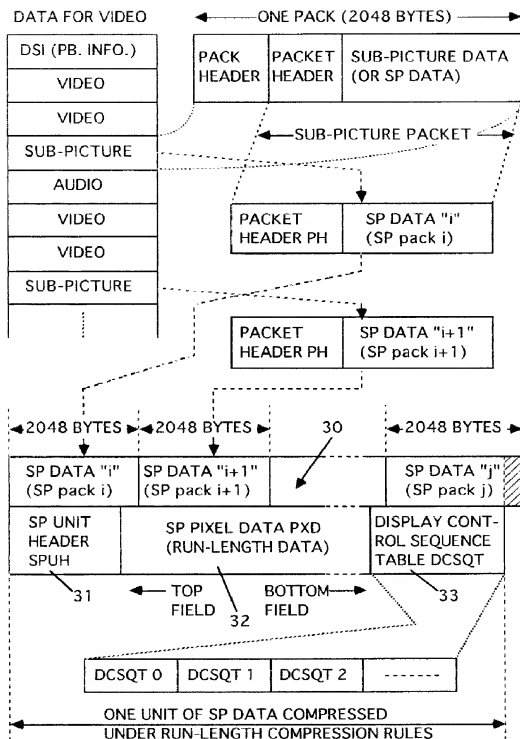 DATA FOR VIDEO
ONE PACK (2048 BYTES)
DSI (PB. INFO.)
VIDEO
VIDEO
SUB-PICTURE
AUDIO
VIDEO
VIDEO
SUB-PICTURE
PACK
HEADER
PACKET
HEADER
SUB-PICTURE DATA
(OR SP DATA)
SUB-PICTURE PACKET
PACKET
HEADER PH
SP DATA "i"
(SP pack i)
PACKET
HEADER PH
SP DATA "i+1"
(SP pack i+1)
2048 BYTES
2048 BYTES
30
2048 BYTES
SP DATA "i"
(SP pack i)
SP DATA "i+1"
(SP pack i+1)
SP DATA "j"
(SP pack j)
SP UNIT
HEADER
SPUH
SP PIXEL DATA PXD
(RUN-LENGTH DATA)
DISPLAY CONT-
ROL SEQUENCE
TABLE DCSQT
31
TOP
FIELD
32
BOTTOM
FIELD
33
DCSQT 0
DCSQT 1
DCSQT 2
------
ONE UNIT OF SP DATA COMPRESSED
UNDER RUN-LENGTH COMPRESSION RULES